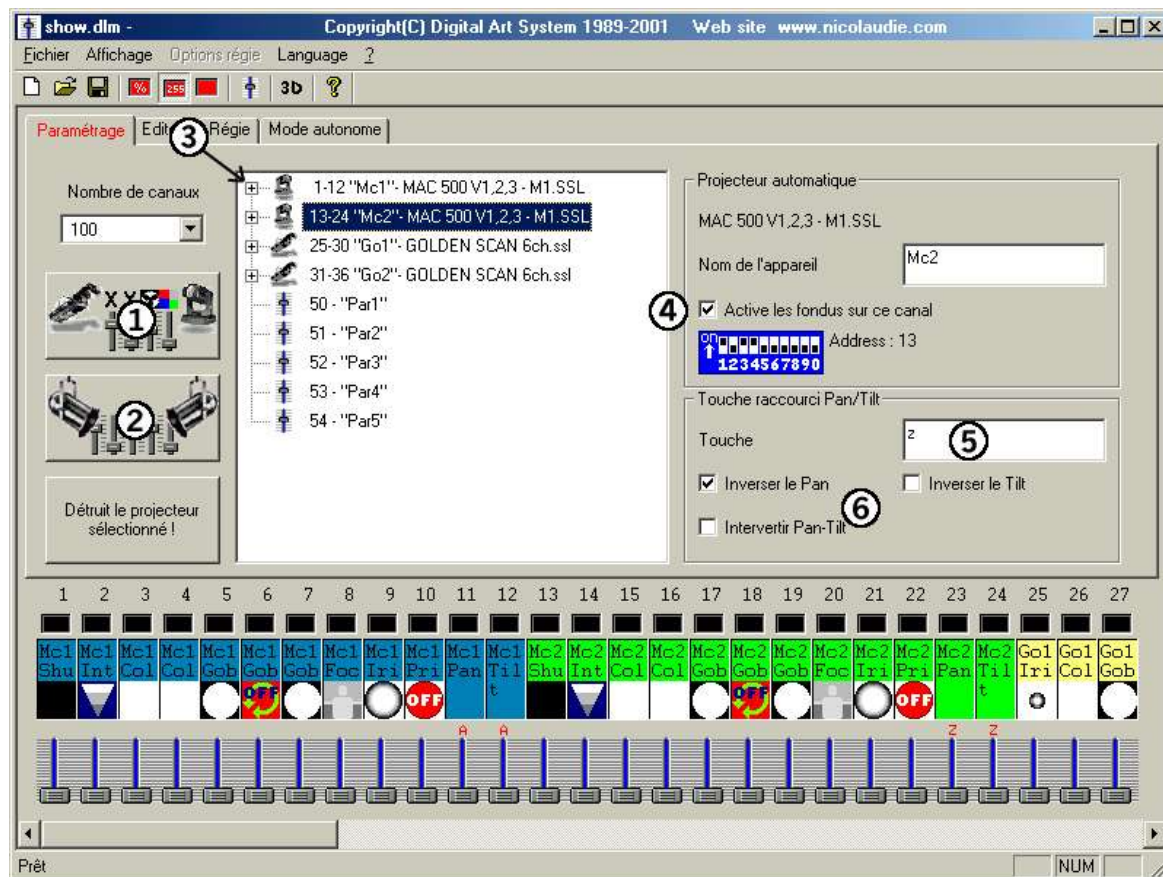 show.dlm - Copyright(C) Digital Art System 1989-2001 Web site www.nicolaudie.com
Fichier Affichage Options régie Language ?
% 255 3D ?
Paramétrage Edit Régie Mode autonome
3
Nombre de canaux
100
X Y
1
2
Détruit le projecteur
sélectionné !
1-12 "Mc1"- MAC 500 V1,2,3 - M1.SSL
13-24 "Mc2"- MAC 500 V1,2,3 - M1.SSL
25-30 "Go1"- GOLDEN SCAN 6ch.ssl
31-36 "Go2"- GOLDEN SCAN 6ch.ssl
50 - "Par1"
51 - "Par2"
52 - "Par3"
53 - "Par4"
54 - "Par5"
Projecteur automatique
MAC 500 V1,2,3 - M1.SSL
Nom de l'appareil Mc2
4 Active les fondus sur ce canal
on Address : 13
1234567890
Touche raccourci Pan/Tilt
Touche z 5
Inverser le Pan Inverser le Tilt
6
Intervertir Pan-Tilt
1 2 3 4 5 6 7 8 9 10 11 12 13 14 15 16 17 18 19 20 21 22 23 24 25 26 27
Mc1 Mc1 Mc1 Mc1 Mc1 Mc1 Mc1 Mc1 Mc1 Mc1 Mc1 Mc1 Mc2 Mc2 Mc2 Mc2 Mc2 Mc2 Mc2 Mc2 Mc2 Mc2 Mc2 Mc2 Go1 Go1 Go1
Shu Int Col Col Gob Gob Gob Foc Iri Pri Pan Til Shu Int Col Col Gob Gob Gob Foc Iri Pri Pan Til Iri Col Gob
t t
OFF OFF OFF OFF
A A Z Z
Prêt NUM